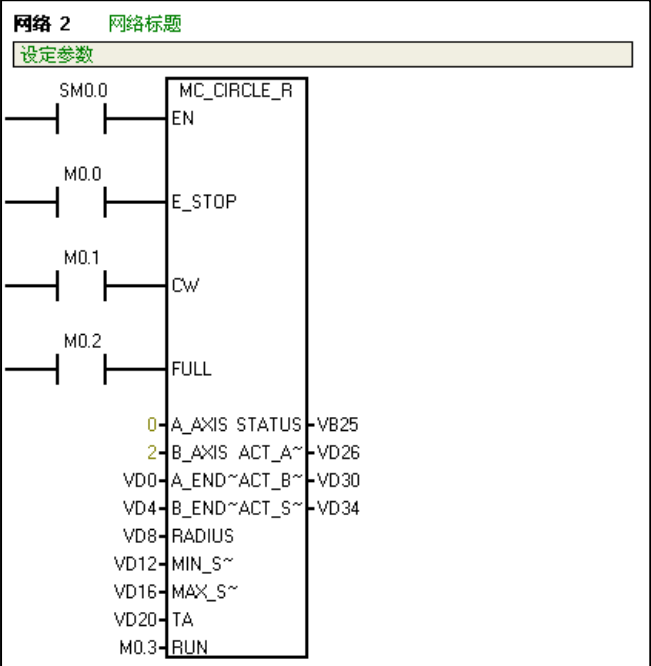 网络 2 网络标题
设定参数
SM0.0 MC_CIRCLE_R
EN
M0.0
E_STOP
M0.1
CW
M0.2
FULL
0 A_AXIS STATUS VB25
2 B_AXIS ACT_A~ VD26
VD0 A_END~ ACT_B~ VD30
VD4 B_END~ ACT_S~ VD34
VD8 RADIUS
VD12 MIN_S~
VD16 MAX_S~
VD20 TA
M0.3 RUN